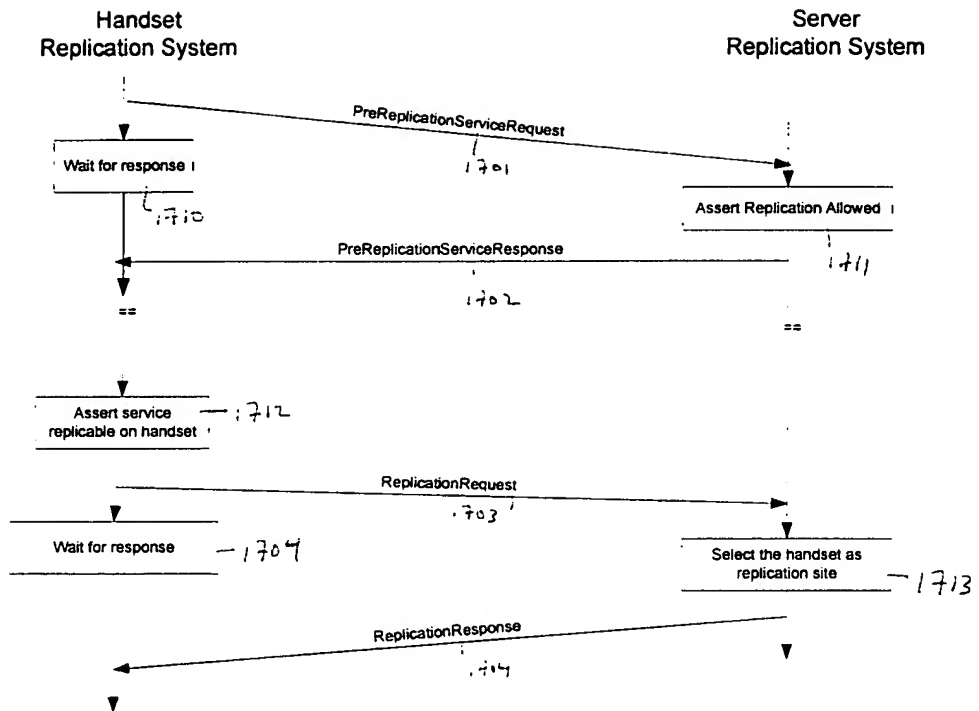 Handset
Replication System
Server
Replication System
PreReplicationServiceRequest
1701
Wait for response
1710
Assert Replication Allowed
1711
PreReplicationServiceResponse
1702
==
==
Assert service
replicable on handset
1712
ReplicationRequest
1703
Wait for response
1704
Select the handset as
replication site
1713
ReplicationResponse
1704